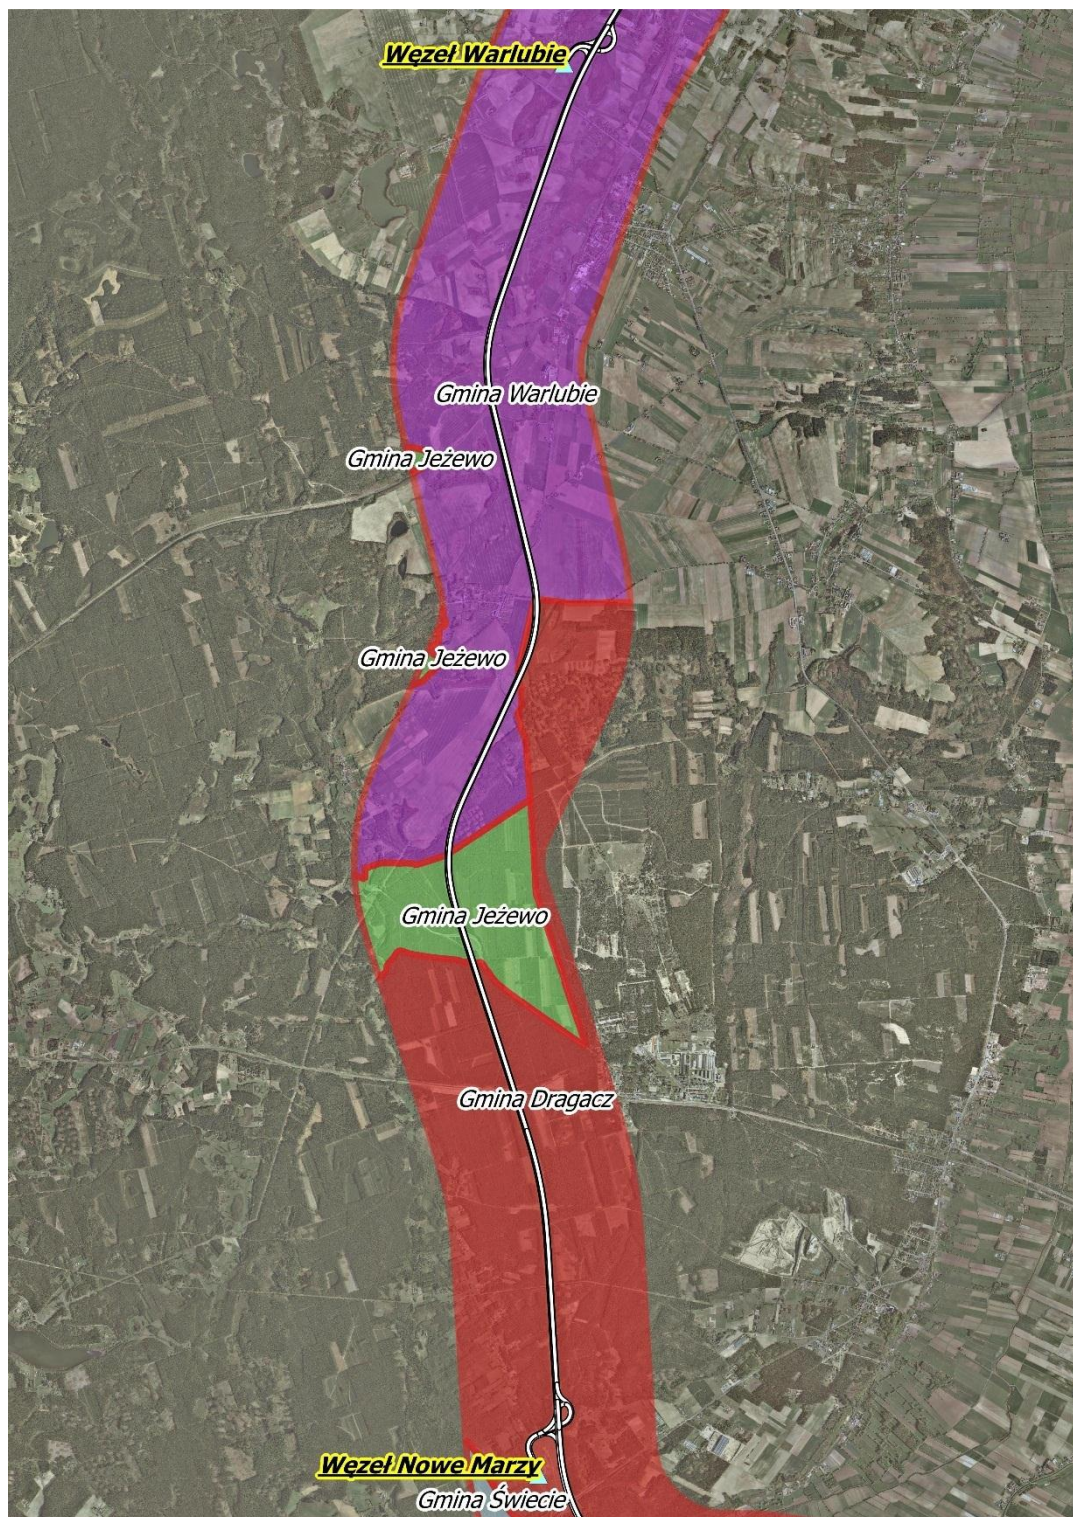 Węzeł Warlubie
Gmina Warlubie
Gmina Jeżewo
Gmina Jeżewo
Gmina Jeżewo
Gmina Dragacz
Węzeł Nowe Marzy
Gmina Świecie